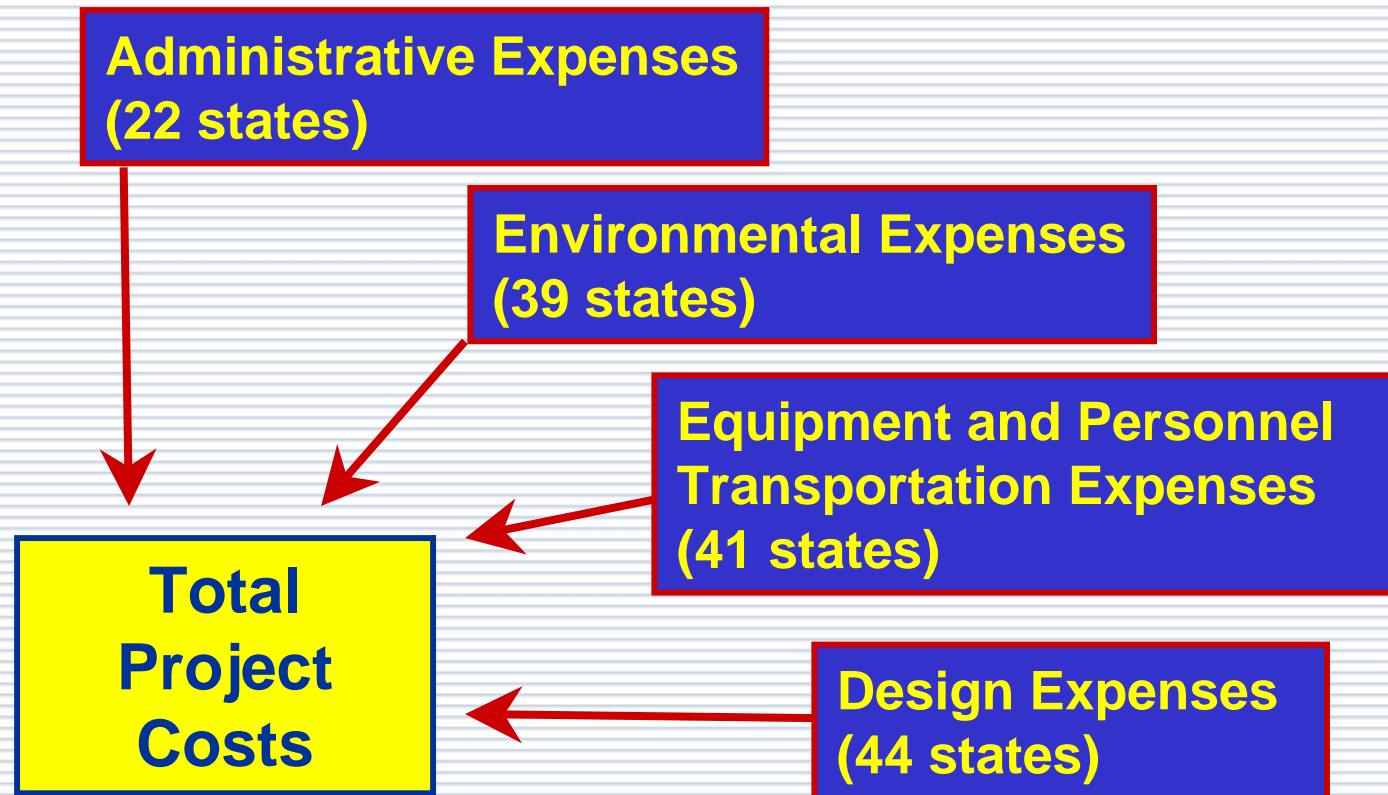 Administrative Expenses
(22 states)
Environmental Expenses
(39 states)
Equipment and Personnel
Transportation Expenses
(41 states)
Total
Project
Costs
Design Expenses
(44 states)